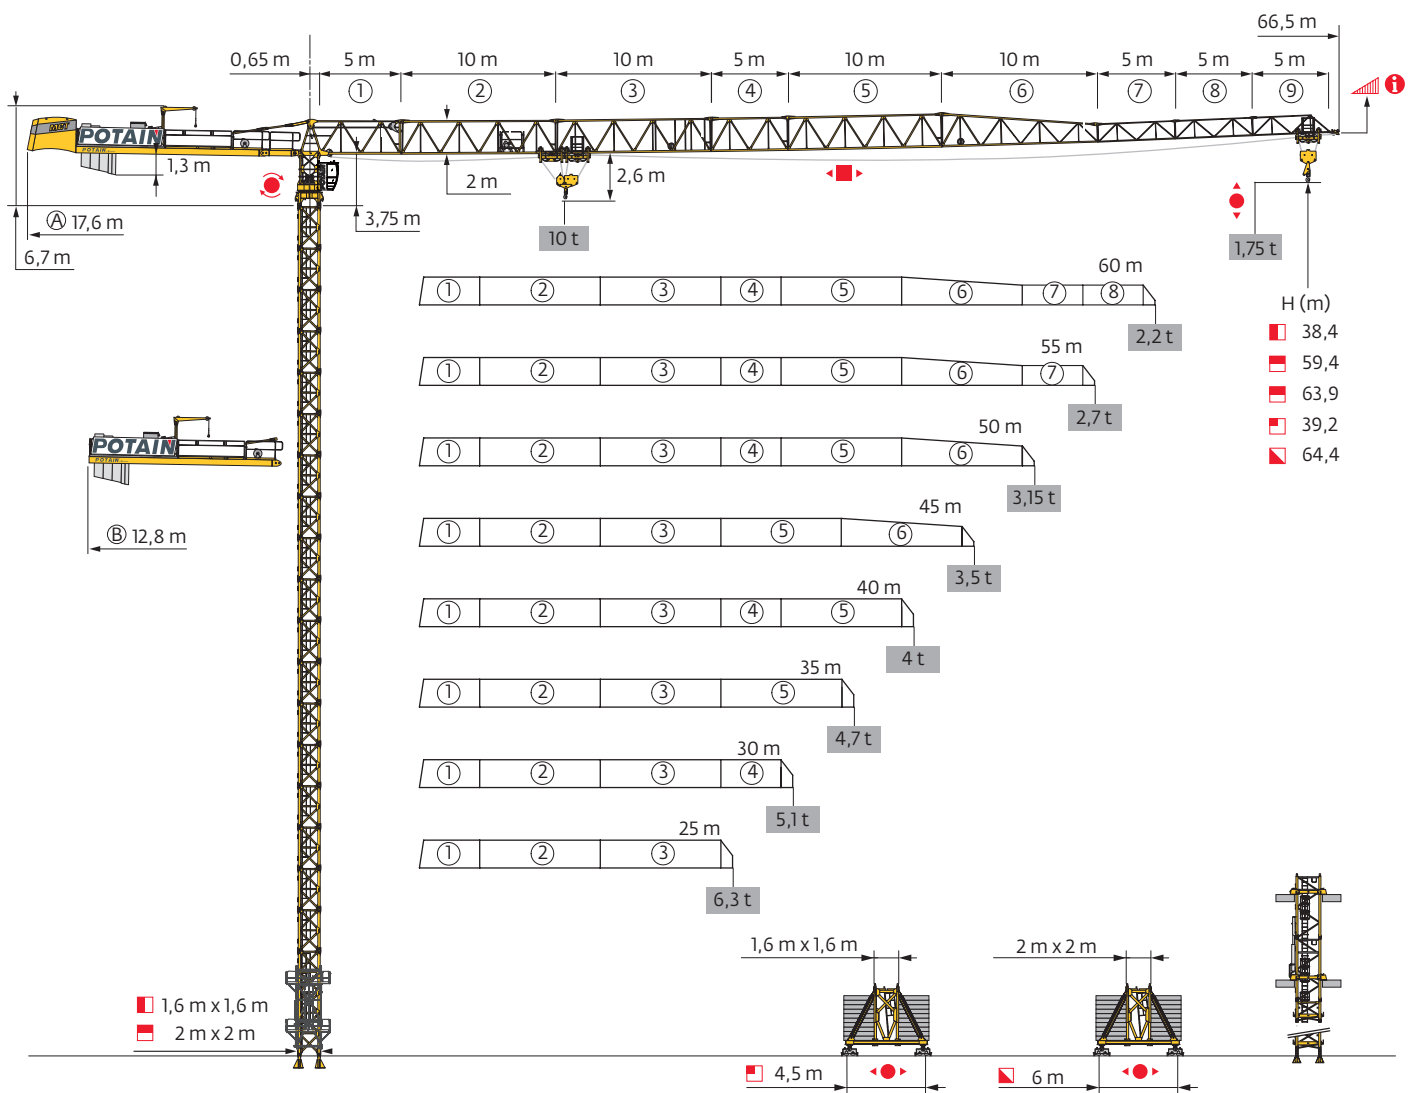 66,5 m
0,65 m 5 m 10 m 10 m 5 m 10 m 10 m 5 m 5 m 5 m
1 2 3 4 5 6 7 8 9
i
POTAIN
POTAIN
1,3 m
2 m
2,6 m
3,75 m
A 17,6 m
6,7 m
10 t
1,75 t
60 m
1 2 3 4 5 6 7 8
2,2 t
H (m)
38,4
59,4
63,9
39,2
64,4
55 m
1 2 3 4 5 6 7
2,7 t
POTAIN
POTAIN
50 m
1 2 3 4 5 6
3,15 t
B 12,8 m
45 m
1 2 3 5 6
3,5 t
40 m
1 2 3 4 5
4 t
35 m
1 2 3 5
4,7 t
30 m
1 2 3 4
5,1 t
25 m
1 2 3
6,3 t
1,6 m x 1,6 m
2 m x 2 m
1,6 m x 1,6 m
2 m x 2 m
4,5 m
6 m